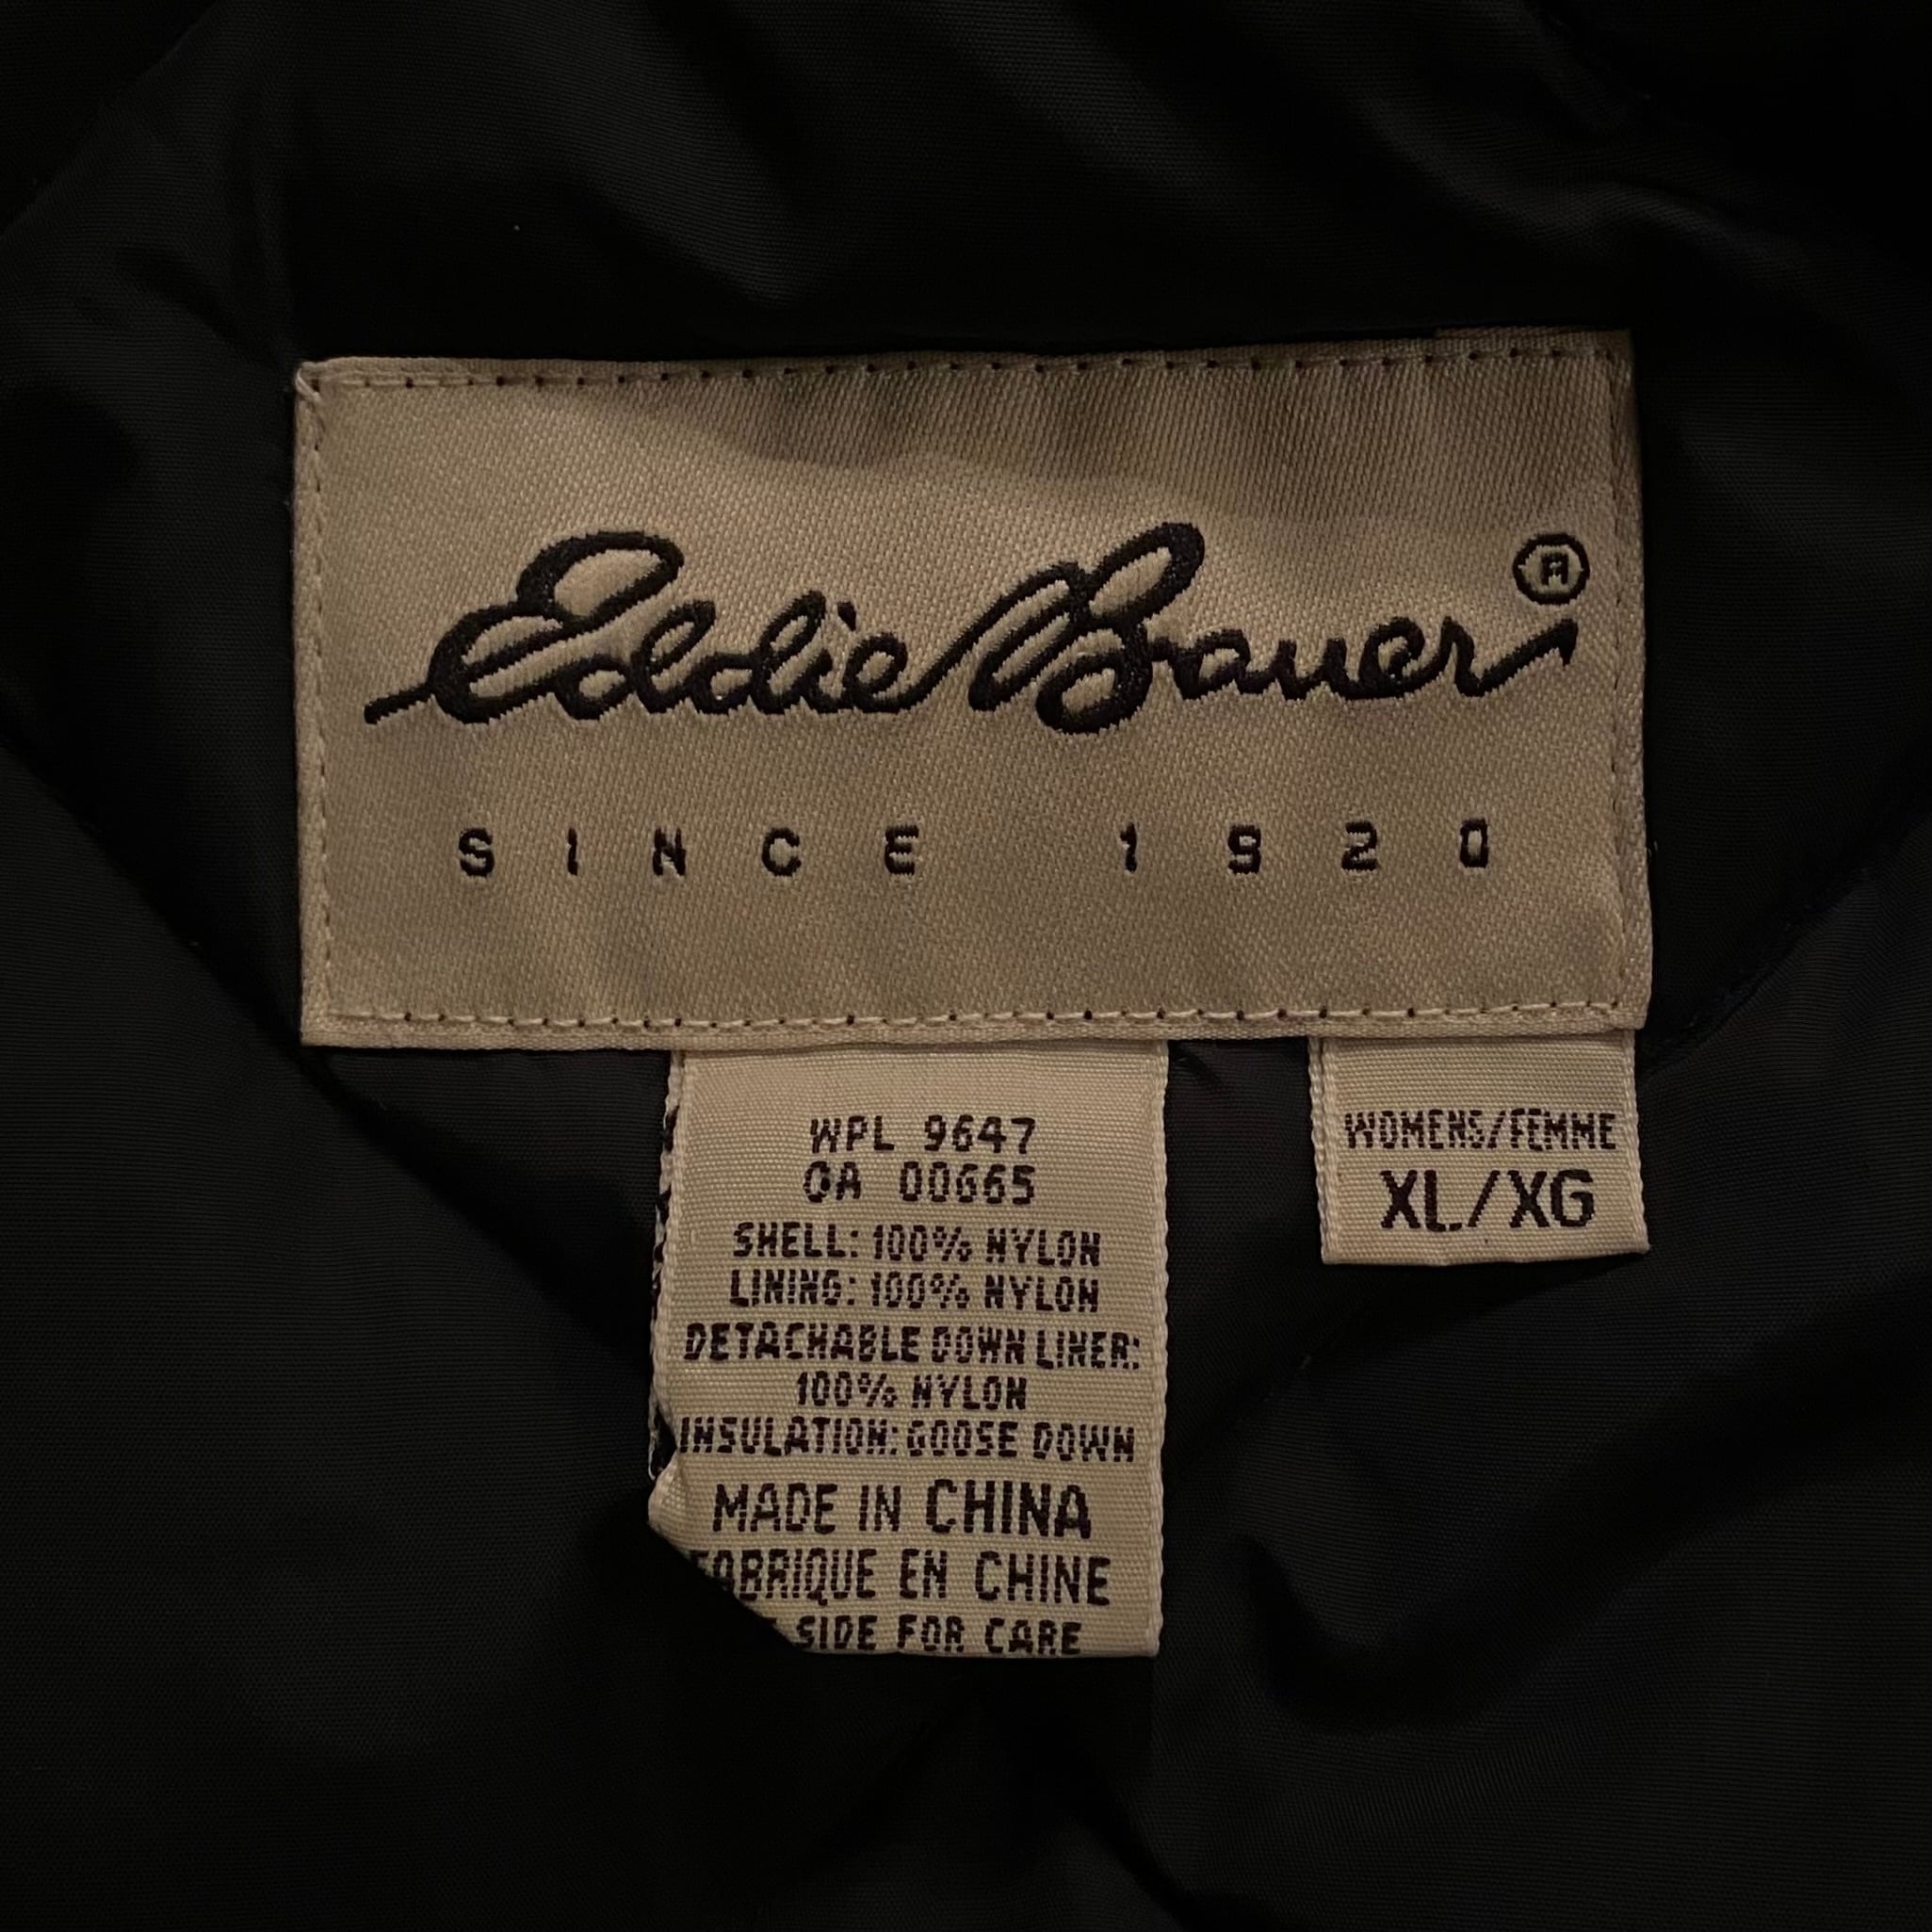 Eddie Bauer®
SINCE 1920
WPL 9647
OA 00665
SHELL: 100% NYLON
LINING: 100% NYLON
DETACHABLE DOWN LINER:
100% NYLON
INSULATION: GOOSE DOWN
MADE IN CHINA
FABRIQUE EN CHINE
SIDE FOR CARE
WOMENS/FEMME
XL/XG